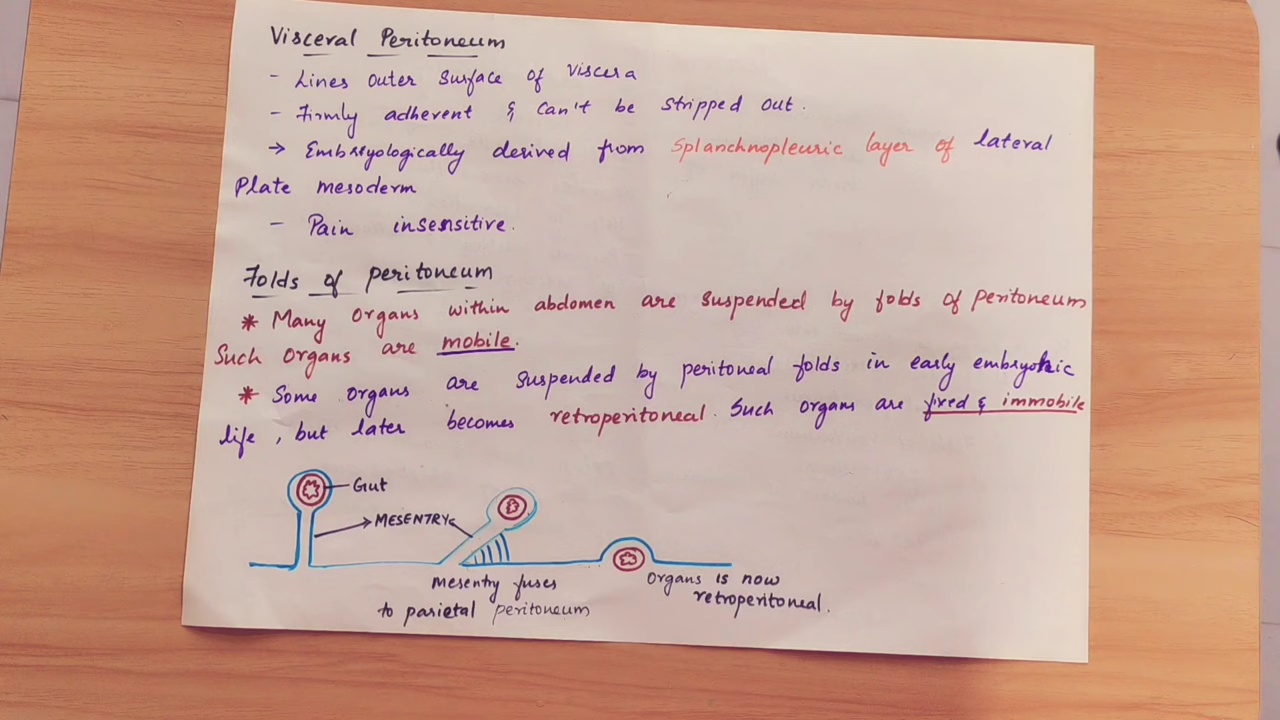 Visceral Peritoneum
- Lines outer surface of viscera
- Firmly adherent & can't be stripped out.
→ Embryologically derived from splanchnopleuric layer of lateral
Plate mesoderm
- Pain insensitive.
Folds of peritoneum
* Many organs within abdomen are suspended by folds of Peritoneum
Such organs are mobile.
* Some organs are suspended by peritoneal folds in early embryonic
life, but later becomes retroperitoneal. Such organs are fixed & immobile
Gut
MESENTRY
Mesentry fuses
to parietal peritoneum
Organs is now
retroperitoneal.